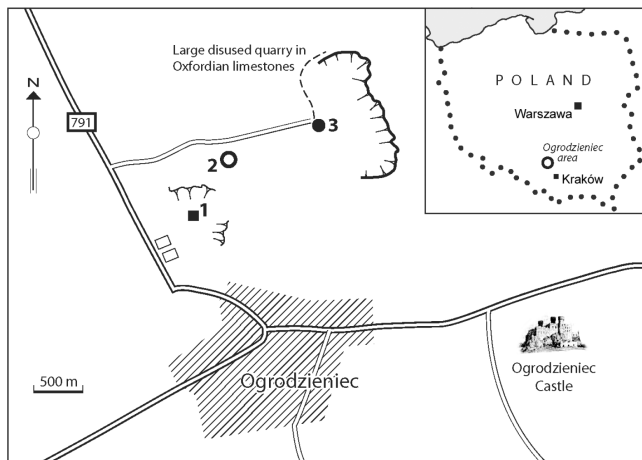 Large disused quarry in
Oxfordian limestones
N
791
3
2
1
500 m
Ogrodzieniec
Ogrodzieniec
Castle
POLAND
Warszawa
Ogrodzieniec
area
Kraków